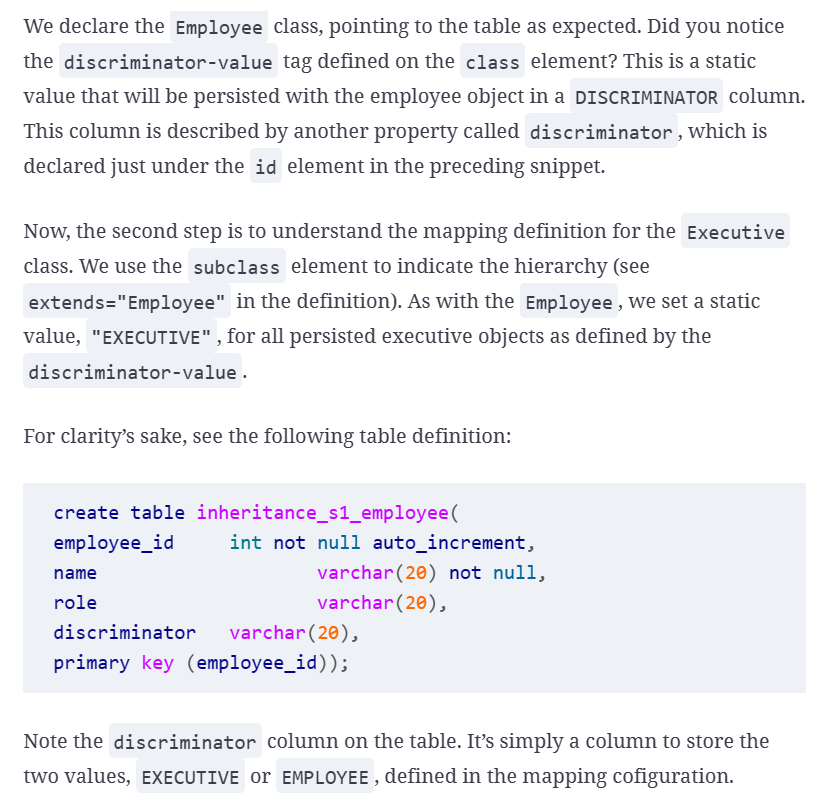 We declare the Employee class, pointing to the table as expected. Did you notice
the discriminator-value tag defined on the class element? This is a static
value that will be persisted with the employee object in a DISCRIMINATOR column.
This column is described by another property called discriminator, which is
declared just under the id element in the preceding snippet.
Now, the second step is to understand the mapping definition for the Executive
class. We use the subclass element to indicate the hierarchy (see
extends="Employee" in the definition). As with the Employee, we set a static
value, "EXECUTIVE", for all persisted executive objects as defined by the
discriminator-value.
For clarity's sake, see the following table definition:
create table inheritance_s1_employee(
employee_id     int not null auto_increment,
name                    varchar(20) not null,
role                    varchar(20),
discriminator   varchar(20),
primary key (employee_id));
Note the discriminator column on the table. It's simply a column to store the
two values, EXECUTIVE or EMPLOYEE, defined in the mapping cofiguration.